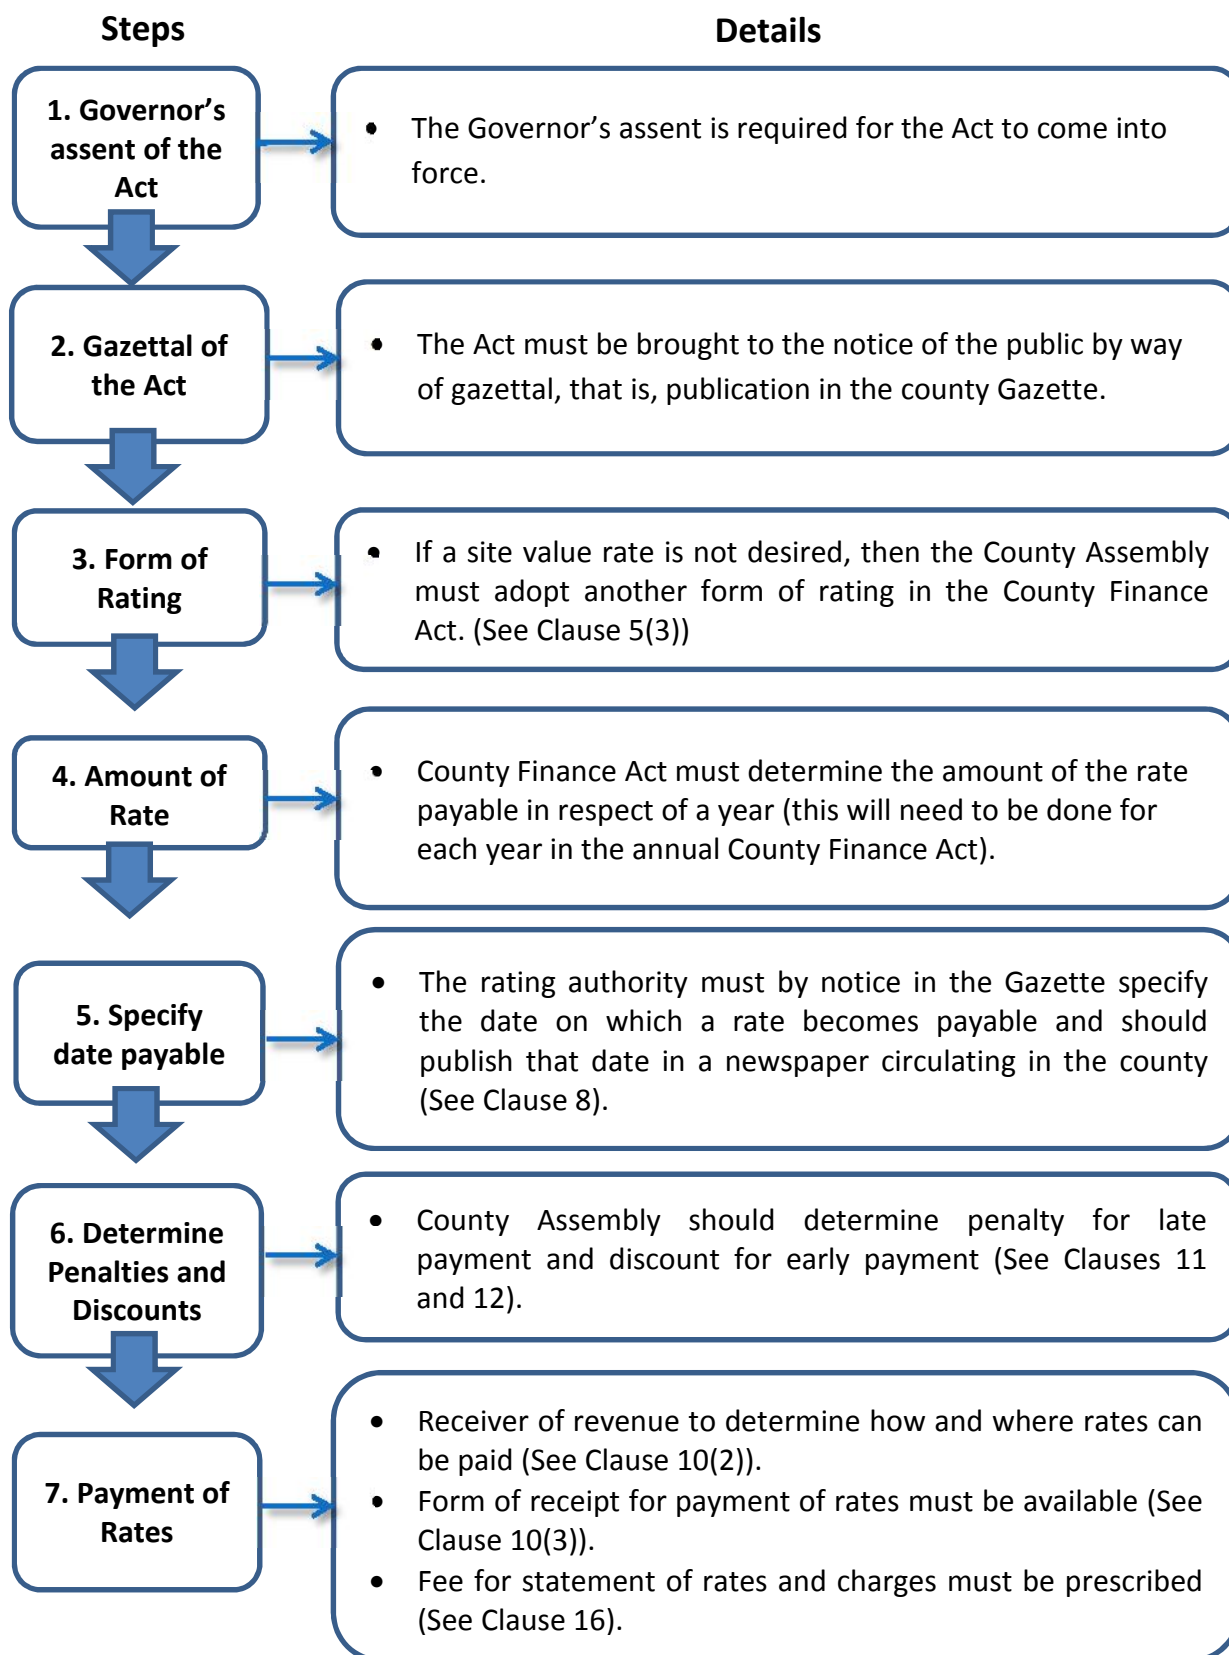 Steps
Details
1. Governor’s
assent of the
Act
• The Governor’s assent is required for the Act to come into
force.
2. Gazettal of
the Act
• The Act must be brought to the notice of the public by way
of gazettal, that is, publication in the county Gazette.
3. Form of
Rating
• If a site value rate is not desired, then the County Assembly
must adopt another form of rating in the County Finance
Act. (See Clause 5(3))
4. Amount of
Rate
• County Finance Act must determine the amount of the rate
payable in respect of a year (this will need to be done for
each year in the annual County Finance Act).
5. Specify
date payable
• The rating authority must by notice in the Gazette specify
the date on which a rate becomes payable and should
publish that date in a newspaper circulating in the county
(See Clause 8).
6. Determine
Penalties and
Discounts
• County Assembly should determine penalty for late
payment and discount for early payment (See Clauses 11
and 12).
7. Payment of
Rates
• Receiver of revenue to determine how and where rates can
be paid (See Clause 10(2)).
• Form of receipt for payment of rates must be available (See
Clause 10(3)).
• Fee for statement of rates and charges must be prescribed
(See Clause 16).